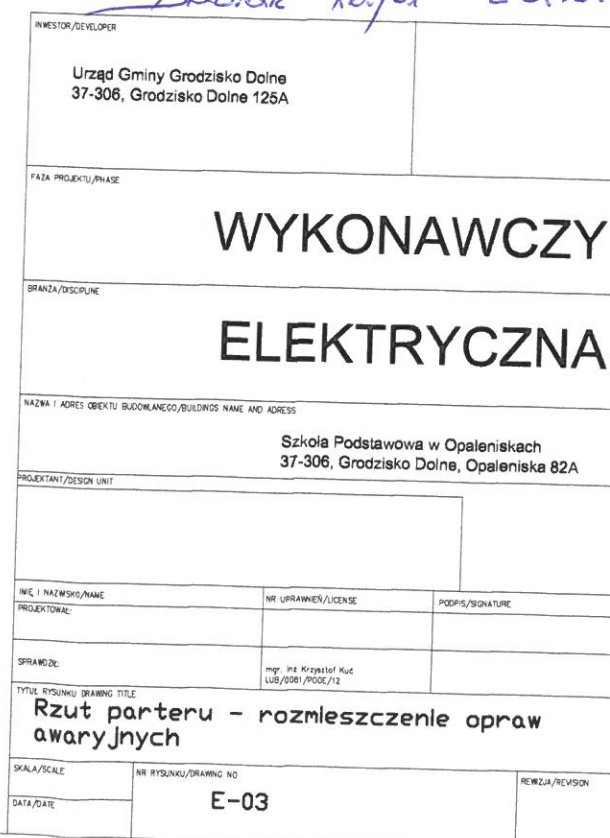 INWESTOR/DEVELOPER
Urząd Gminy Grodzisko Dolne
37-306, Grodzisko Dolne 125A
FAZA PROJEKTU/PHASE
WYKONAWCZY
BRANŻA/DISCIPLINE
ELEKTRYCZNA
NAZWA I ADRES OBIEKTU BUDOWLANEGO/BUILDINGS NAME AND ADRESS
Szkoła Podstawowa w Opaleniskach
37-306, Grodzisko Dolne, Opaleniska 82A
PROJEKTANT/DESIGN UNIT
IMIĘ I NAZWISKO/NAME
NR UPRAWNIEŃ/LICENSE
PODPIS/SIGNATURE
PROJEKTOWAŁ:
SPRAWDZIŁ:
mgr. inż Krzysztof Kuć
LUB/0081/POOE/12
TYTUŁ RYSUNKU DRAWING TITLE
Rzut parteru - rozmieszczenie opraw
awaryjnych
SKALA/SCALE
NR RYSUNKU/DRAWING NO
REWIZJA/REVISION
DATA/DATE
E-03